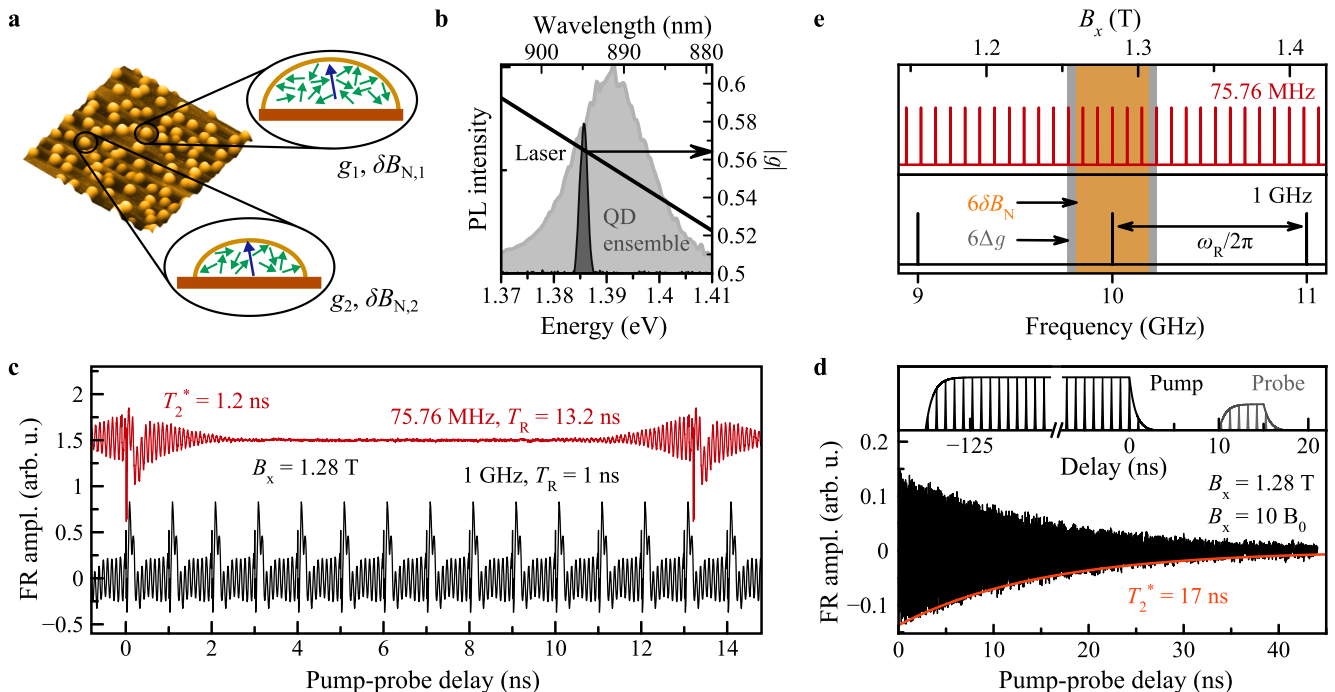 a
g₁, δB_N,1
g₂, δB_N,2
b
Wavelength (nm)
900 890 880
PL intensity
Laser
QD
ensemble
0.6
0.58
0.56
0.54
0.52
0.5
|g|
1.37 1.38 1.39 1.4 1.41
Energy (eV)
e
Bₓ (T)
1.2 1.3 1.4
75.76 MHz
6δB_N
6Δg
1 GHz
ω_R/2π
9 10 11
Frequency (GHz)
c
FR ampl. (arb. u.)
2
1.5
1
0.5
0
−0.5
T₂* = 1.2 ns
75.76 MHz, T_R = 13.2 ns
Bₓ = 1.28 T
1 GHz, T_R = 1 ns
0 2 4 6 8 10 12 14
Pump-probe delay (ns)
d
Pump
Probe
−125 0 10 20
Delay (ns)
FR ampl. (arb. u.)
0.2
0.1
0
−0.1
Bₓ = 1.28 T
Bₓ = 10 B₀
T₂* = 17 ns
0 10 20 30 40
Pump-probe delay (ns)